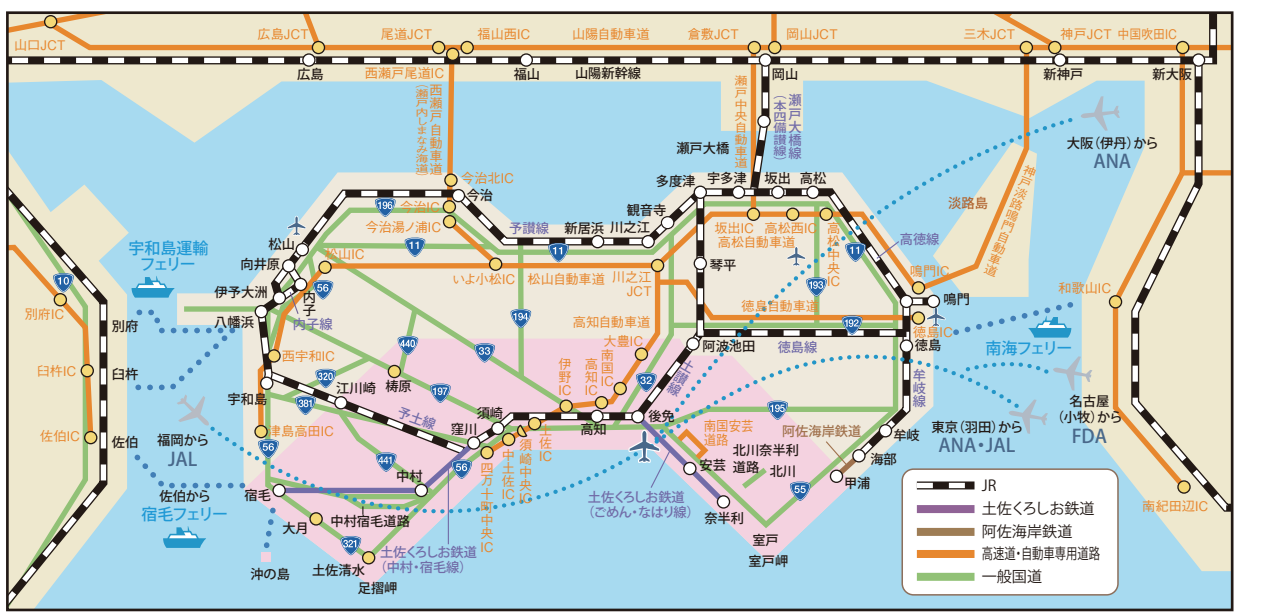 山口JCT
広島JCT
尾道JCT
福山西IC
山陽自動車道
倉敷JCT
岡山JCT
三木JCT
神戸JCT
中国吹田IC
広島
西瀬戸尾道IC
福山
山陽新幹線
岡山
新神戸
新大阪
西瀬戸自動車道
(瀬戸内しまなみ海道)
瀬戸中央自動車道
瀬戸大橋線
(本四備讃線)
瀬戸大橋
大阪(伊丹)から
ANA
今治北IC
今治
196
今治IC
今治湯ノ浦IC
多度津
宇多津
坂出
高松
観音寺
予讃線
新居浜
川之江
坂出IC
高松西IC
高松自動車道
高松中央IC
高徳線
淡路島
神戸淡路鳴門自動車道
宇和島運輸
フェリー
松山
松山IC
11
11
11
向井原
いよ小松IC
松山自動車道
川之江
JCT
琴平
193
鳴門IC
和歌山IC
10
別府IC
別府
伊予大洲
内子
56
内子線
八幡浜
194
高知自動車道
徳島自動車道
192
鳴門
徳島IC
徳島
南海フェリー
440
33
大豊IC
阿波池田
徳島線
西宇和IC
臼杵IC
臼杵
320
江川崎
梼原
197
伊野IC
高知IC
南国IC
32
土讃線
牟岐線
名古屋
(小牧)から
FDA
宇和島
381
予土線
須崎
高知
後免
195
東京(羽田)から
ANA・JAL
佐伯IC
佐伯
福岡から
JAL
津島高田IC
56
窪川
土佐IC
須崎中央IC
中土佐IC
四万十町中央IC
南国安芸
道路
阿佐海岸鉄道
牟岐
441
中村
56
安芸
北川奈半利
道路
北川
海部
甲浦
55
佐伯から
宿毛フェリー
宿毛
大月
中村宿毛道路
土佐くろしお鉄道
(ごめん・なはり線)
奈半利
南紀田辺IC
321
土佐清水
土佐くろしお鉄道
(中村・宿毛線)
足摺岬
沖の島
室戸
室戸岬
JR
土佐くろしお鉄道
阿佐海岸鉄道
高速道・自動車専用道路
一般国道